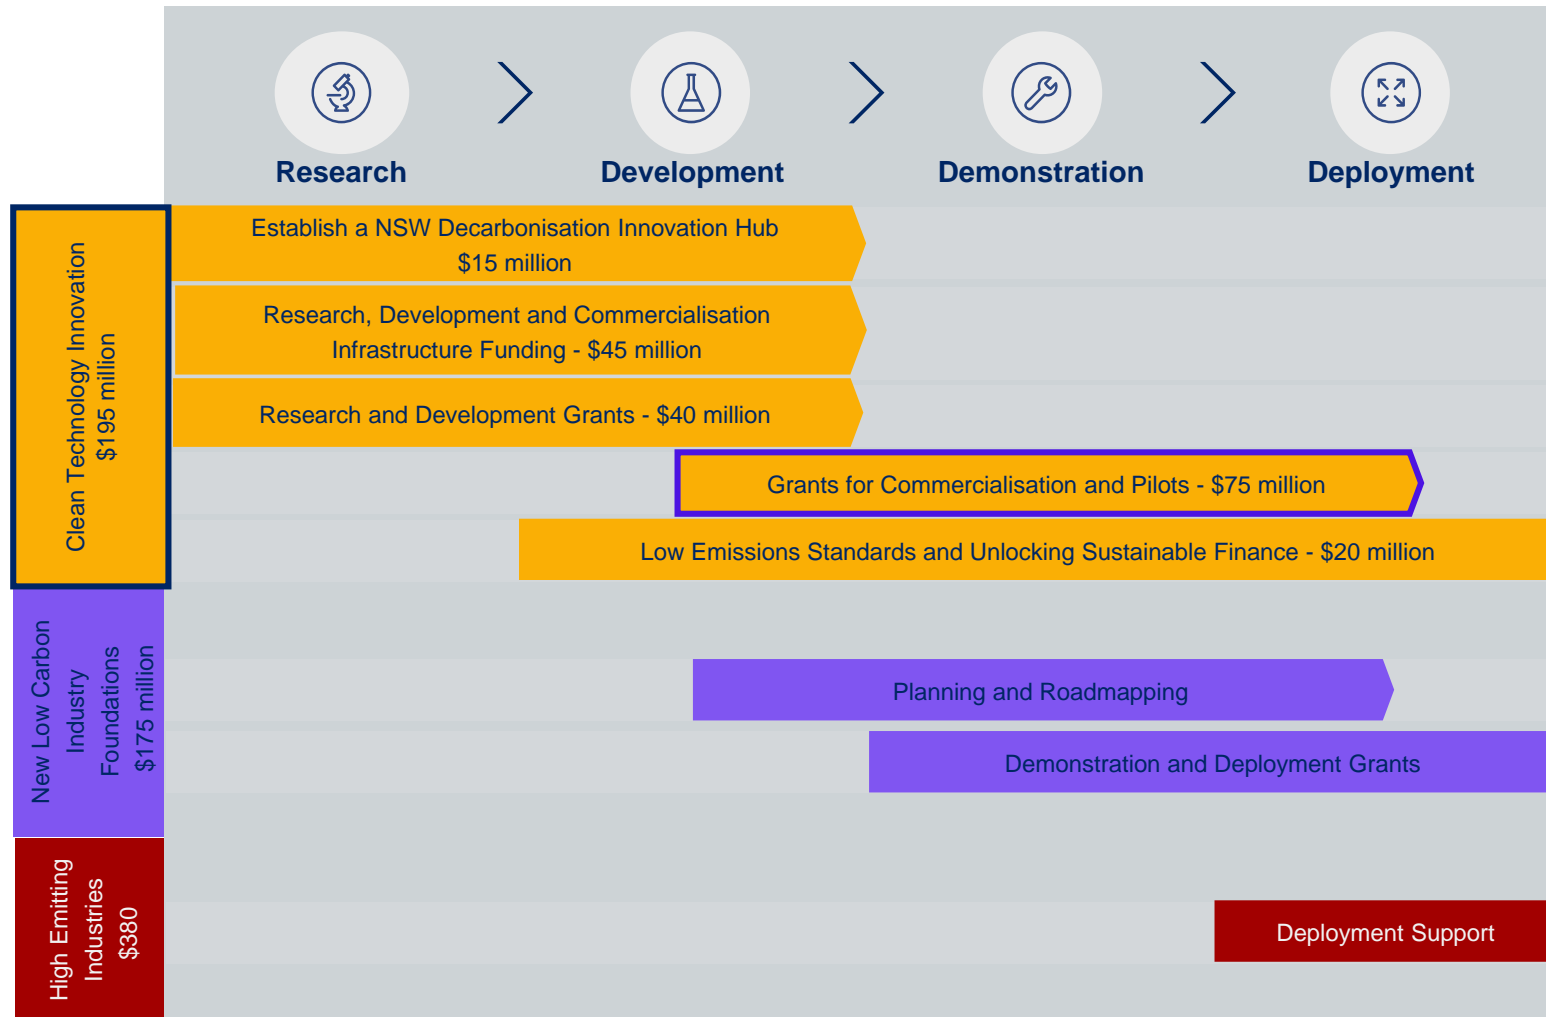 Research
Development
Demonstration
Deployment
Clean Technology Innovation
$195 million
Establish a NSW Decarbonisation Innovation Hub
$15 million
Research, Development and Commercialisation
Infrastructure Funding - $45 million
Research and Development Grants - $40 million
Grants for Commercialisation and Pilots - $75 million
Low Emissions Standards and Unlocking Sustainable Finance - $20 million
New Low Carbon
Industry
Foundations
$175 million
Planning and Roadmapping
Demonstration and Deployment Grants
High Emitting
Industries
$380
Deployment Support